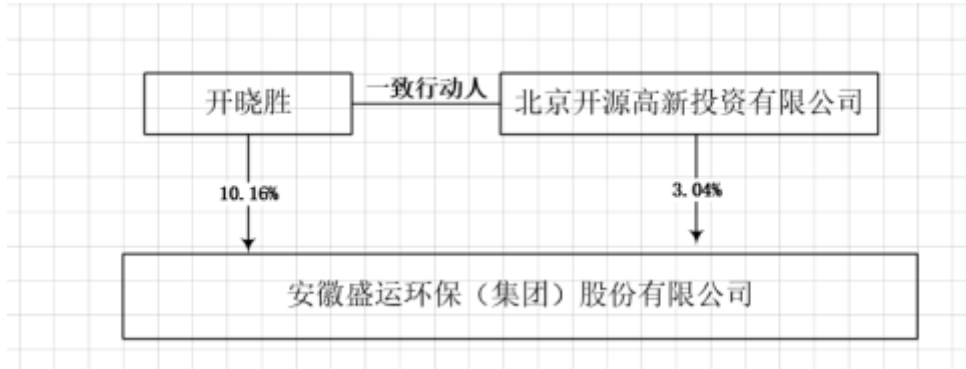 开晓胜
一致行动人
北京开源高新投资有限公司
10.16%
3.04%
安徽盛运环保（集团）股份有限公司